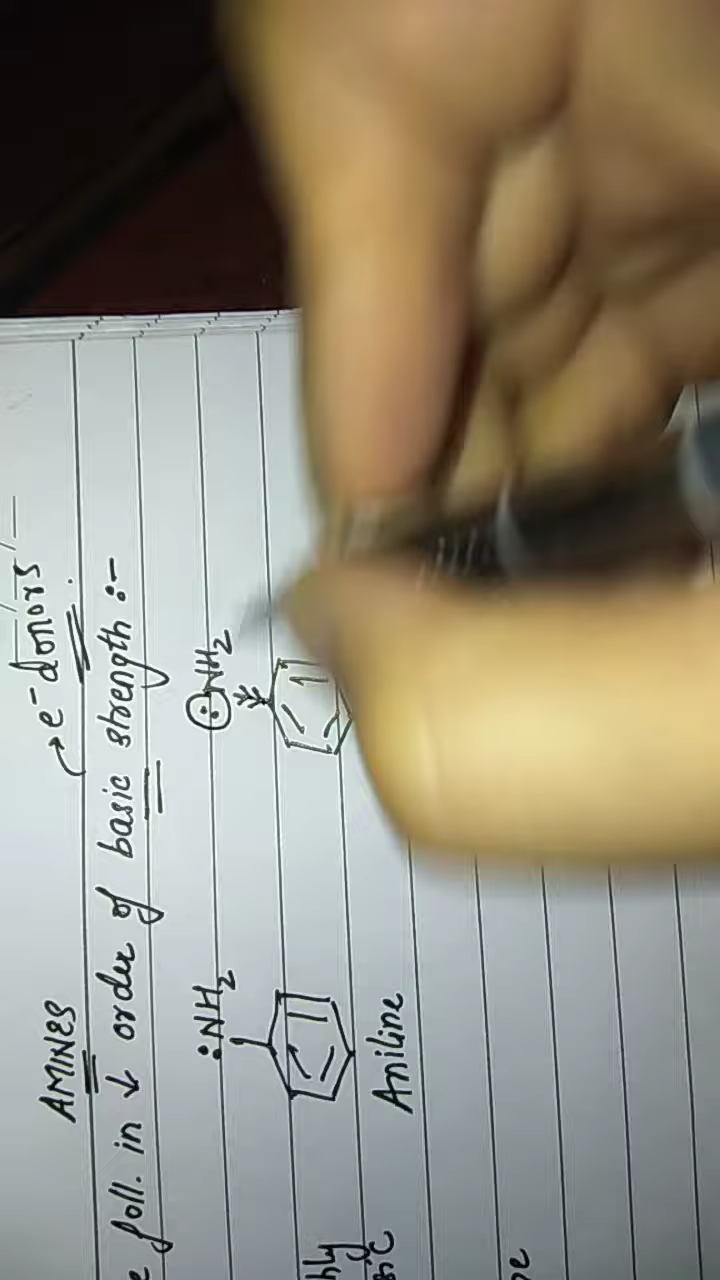 AMINES → e⁻ donors
foll. in ↓ order of basic strength :-
:NH2 :NH2
Aniline